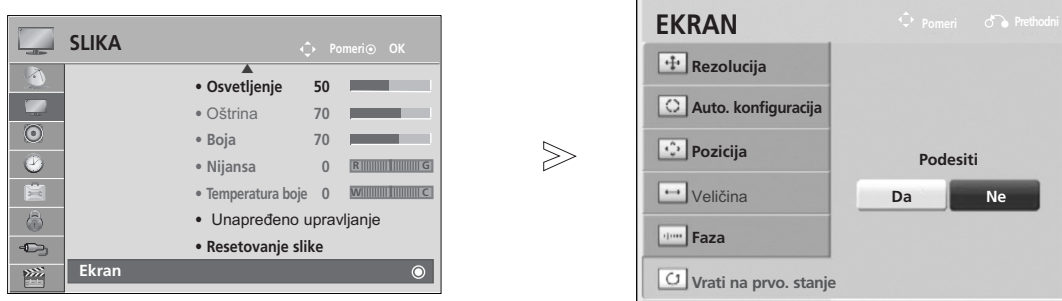 SLIKA
Pomeri OK
• Osvetljenje 50
• Oštrina 70
• Boja 70
• Nijansa 0 R G
• Temperatura boje 0 W C
• Unapređeno upravljanje
• Resetovanje slike
Ekran
EKRAN
Pomeri Prethodni
Rezolucija
Auto. konfiguracija
Pozicija
Veličina
Faza
Vrati na prvo. stanje
Podesiti
Da Ne